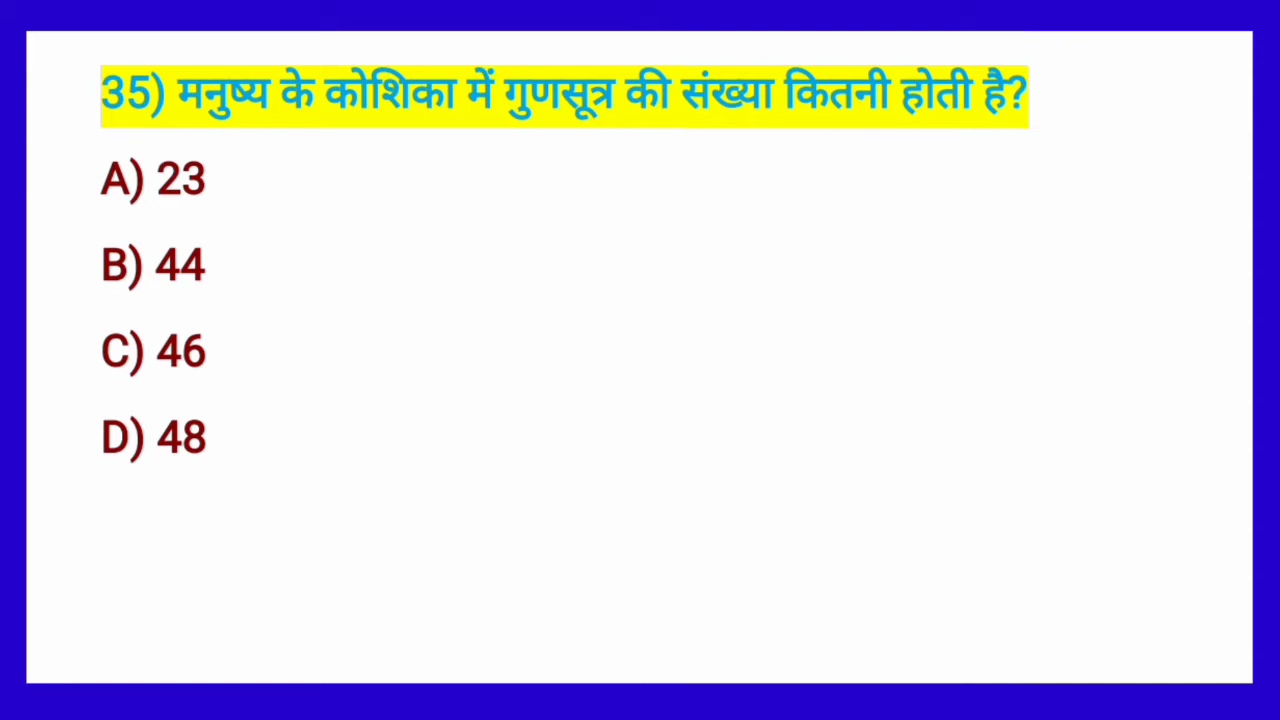 35) मनुष्य के कोशिका में गुणसूत्र की संख्या कितनी होती है?
A) 23
B) 44
C) 46
D) 48